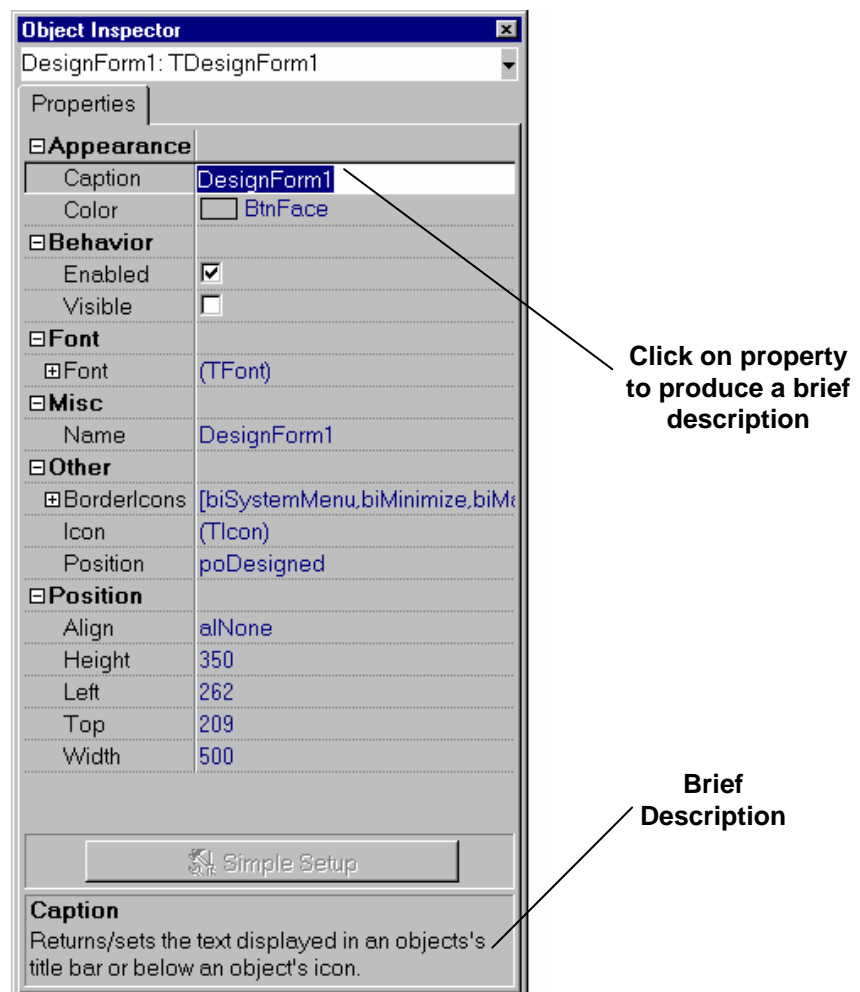 Object Inspector
DesignForm1: TDesignForm1
Properties
Appearance
Caption DesignForm1
Color BtnFace
Behavior
Enabled
Visible
Font
Font (TFont)
Misc
Name DesignForm1
Other
BorderIcons [biSystemMenu,biMinimize,biMa
Icon (TIcon)
Position poDesigned
Position
Align alNone
Height 350
Left 262
Top 209
Width 500
Simple Setup
Caption
Returns/sets the text displayed in an objects's
title bar or below an object's icon.
Click on property
to produce a brief
description
Brief
Description